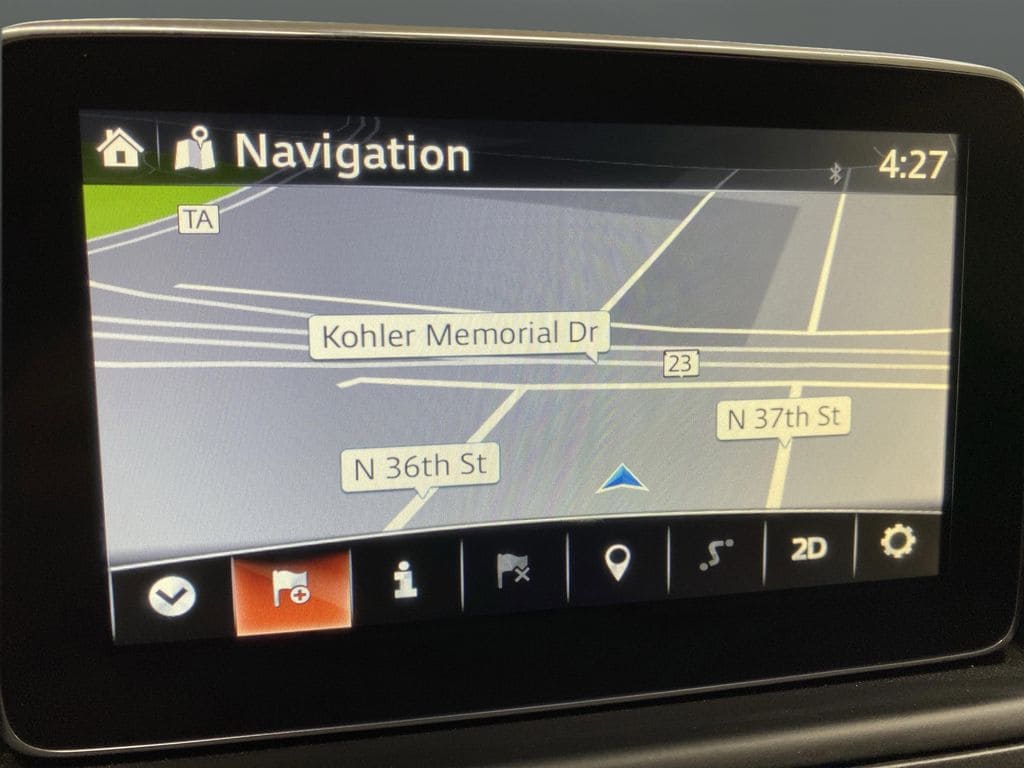 Navigation
4:27
TA
Kohler Memorial Dr
23
N 37th St
N 36th St
2D